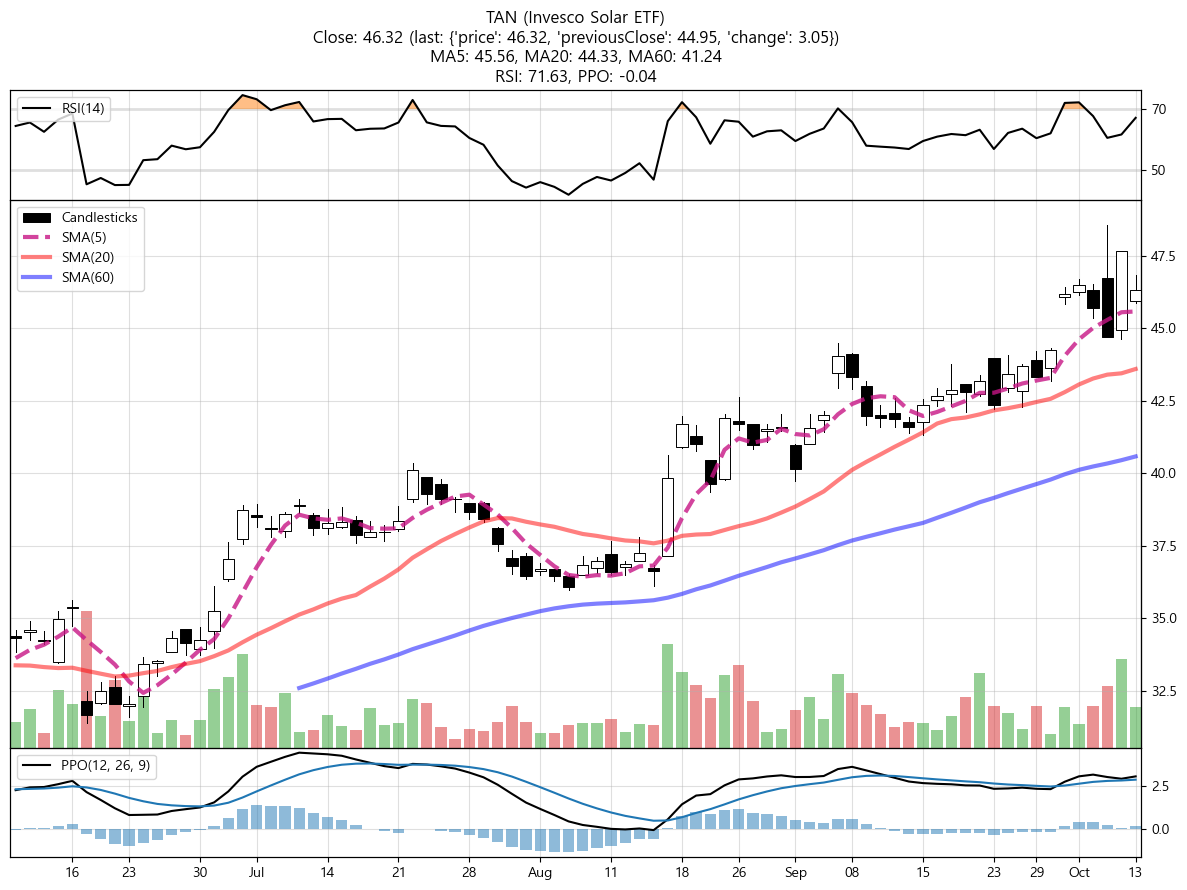 TAN (Invesco Solar ETF)
Close: 46.32 (last: {'price': 46.32, 'previousClose': 44.95, 'change': 3.05})
MA5: 45.56, MA20: 44.33, MA60: 41.24
RSI: 71.63, PPO: -0.04
RSI(14)
70
50
Candlesticks
SMA(5)
SMA(20)
SMA(60)
47.5
45.0
42.5
40.0
37.5
35.0
32.5
PPO(12, 26, 9)
2.5
0.0
16 23 30 Jul 14 21 28 Aug 11 18 26 Sep 08 15 23 29 Oct 13